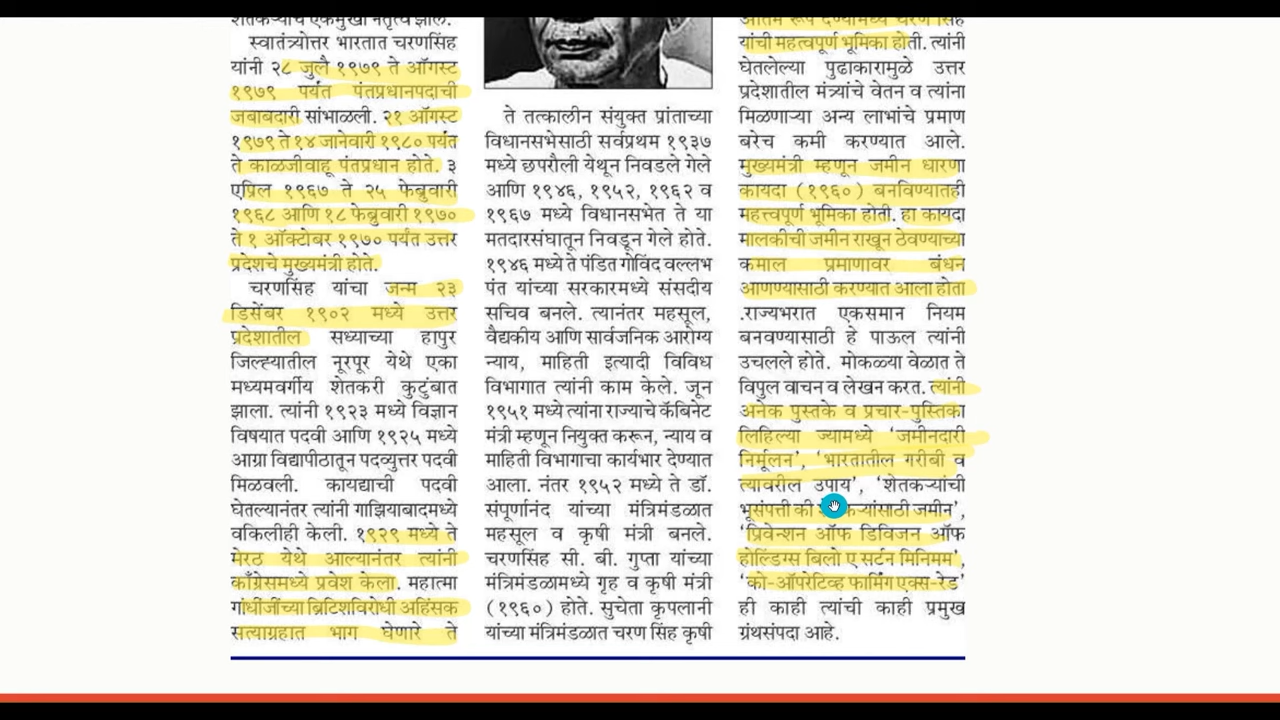 शेतकऱ्यांचे एकमुखी नेतृत्व झाले.
स्वातंत्र्योत्तर भारतात चरणसिंह
यांनी २८ जुलै १९७९ ते ऑगस्ट
१९७९ पर्यंत पंतप्रधानपदाची
जबाबदारी सांभाळली. २१ ऑगस्ट
१९७९ ते १४ जानेवारी १९८० पर्यंत
ते काळजीवाहू पंतप्रधान होते. ३
एप्रिल १९६७ ते २५ फेब्रुवारी
१९६८ आणि १८ फेब्रुवारी १९७०
ते १ ऑक्टोबर १९७० पर्यंत उत्तर
प्रदेशचे मुख्यमंत्री होते.
चरणसिंह यांचा जन्म २३
डिसेंबर १९०२ मध्ये उत्तर
प्रदेशातील सध्याच्या हापुर
जिल्ह्यातील नूरपूर येथे एका
मध्यमवर्गीय शेतकरी कुटुंबात
झाला. त्यांनी १९२३ मध्ये विज्ञान
विषयात पदवी आणि १९२५ मध्ये
आग्रा विद्यापीठातून पदव्युत्तर पदवी
मिळवली. कायद्याची पदवी
घेतल्यानंतर त्यांनी गाझियाबादमध्ये
वकिलीही केली. १९२९ मध्ये ते
मेरठ येथे आल्यानंतर त्यांनी
काँग्रेसमध्ये प्रवेश केला. महात्मा
गांधीजींच्या ब्रिटिशविरोधी अहिंसक
सत्याग्रहात भाग घेणारे ते
ते तत्कालीन संयुक्त प्रांताच्या
विधानसभेसाठी सर्वप्रथम १९३७
मध्ये छपरौली येथून निवडले गेले
आणि १९४६, १९५२, १९६२ व
१९६७ मध्ये विधानसभेत ते या
मतदारसंघातून निवडून गेले होते.
१९४६ मध्ये ते पंडित गोविंद वल्लभ
पंत यांच्या सरकारमध्ये संसदीय
सचिव बनले. त्यानंतर महसूल,
वैद्यकीय आणि सार्वजनिक आरोग्य
न्याय, माहिती इत्यादी विविध
विभागात त्यांनी काम केले. जून
१९५१ मध्ये त्यांना राज्याचे कॅबिनेट
मंत्री म्हणून नियुक्त करून, न्याय व
माहिती विभागाचा कार्यभार देण्यात
आला. नंतर १९५२ मध्ये ते डॉ.
संपूर्णानंद यांच्या मंत्रिमंडळात
महसूल व कृषी मंत्री बनले.
चरणसिंह सी. बी. गुप्ता यांच्या
मंत्रिमंडळामध्ये गृह व कृषी मंत्री
(१९६०) होते. सुचेता कृपलानी
यांच्या मंत्रिमंडळात चरण सिंह कृषी
अंतिम रूप देण्यामध्ये चरण सिंह
यांची महत्वपूर्ण भूमिका होती. त्यांनी
घेतलेल्या पुढाकारामुळे उत्तर
प्रदेशातील मंत्र्यांचे वेतन व त्यांना
मिळणाऱ्या अन्य लाभांचे प्रमाण
बरेच कमी करण्यात आले.
मुख्यमंत्री म्हणून जमीन धारणा
कायदा (१९६०) बनविण्यातही
महत्त्वपूर्ण भूमिका होती. हा कायदा
मालकीची जमीन राखून ठेवण्याच्या
कमाल प्रमाणावर बंधन
आणण्यासाठी करण्यात आला होता
.राज्यभरात एकसमान नियम
बनवण्यासाठी हे पाऊल त्यांनी
उचलले होते. मोकळ्या वेळात ते
विपुल वाचन व लेखन करत. त्यांनी
अनेक पुस्तके व प्रचार-पुस्तिका
लिहिल्या ज्यामध्ये 'जमीनदारी
निर्मूलन', 'भारतातील गरीबी व
त्यावरील उपाय', 'शेतकऱ्यांची
भूसंपत्ती की जमीन',
'प्रिवेन्शन ऑफ डिविजन ऑफ
होल्डिंग्स बिलो ए सर्टन मिनिमम',
'को-ऑपरेटिव्ह फार्मिंग एक्स-रेड'
ही काही त्यांची काही प्रमुख
ग्रंथसंपदा आहे.